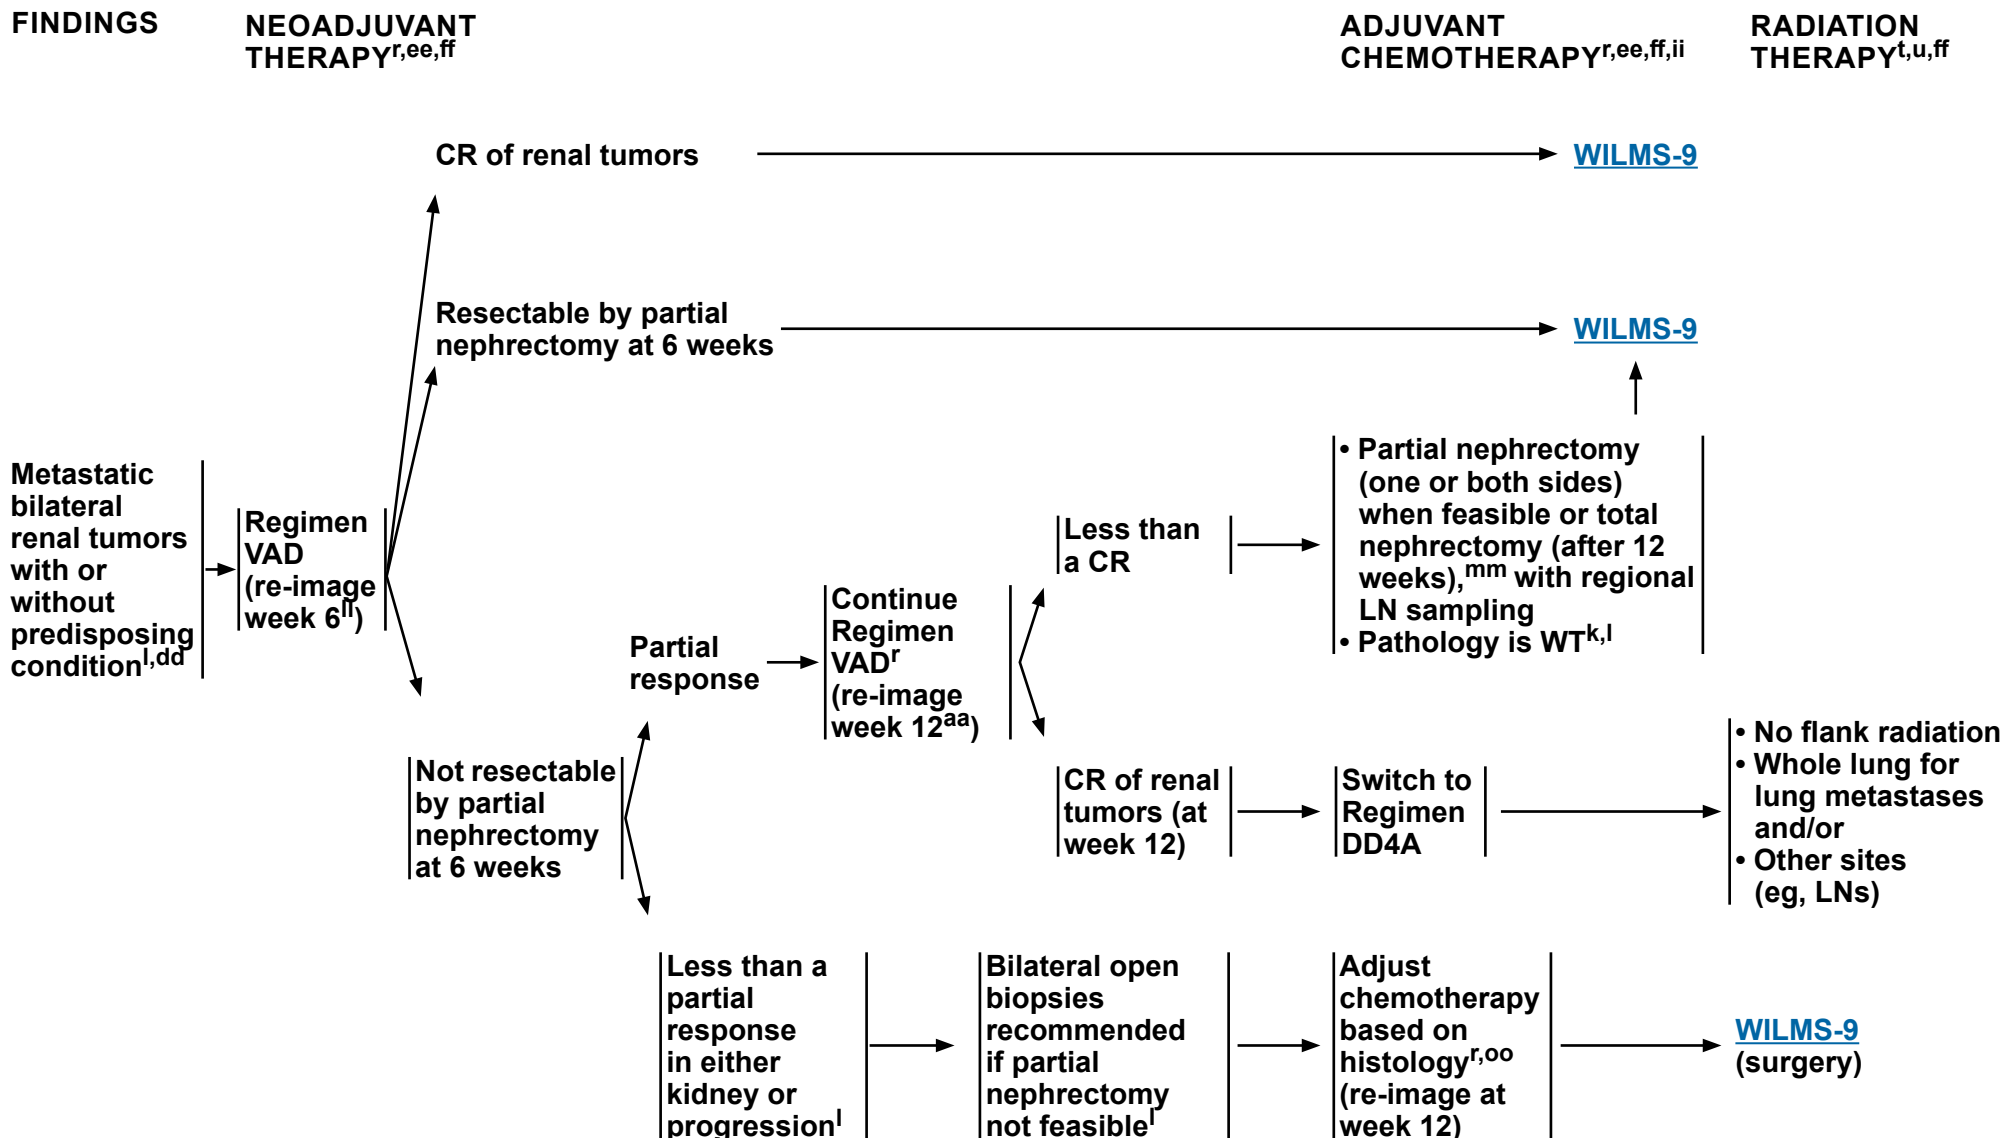 FINDINGS
NEOADJUVANT
THERAPYr,ee,ff
ADJUVANT
CHEMOTHERAPYr,ee,ff,ii
RADIATION
THERAPYt,u,ff
CR of renal tumors
WILMS-9
Resectable by partial
nephrectomy at 6 weeks
WILMS-9
Metastatic
bilateral
renal tumors
with or
without
predisposing
conditionl,dd
Regimen
VAD
(re-image
week 6ll)
Not resectable
by partial
nephrectomy
at 6 weeks
Partial
response
Continue
Regimen
VADr
(re-image
week 12aa)
Less than
a CR
• Partial nephrectomy
(one or both sides)
when feasible or total
nephrectomy (after 12
weeks),mm with regional
LN sampling
• Pathology is WTk,l
CR of renal
tumors (at
week 12)
Switch to
Regimen
DD4A
• No flank radiation
• Whole lung for
lung metastases
and/or
• Other sites
(eg, LNs)
Less than a
partial
response
in either
kidney or
progressionl
Bilateral open
biopsies
recommended
if partial
nephrectomy
not feasiblel
Adjust
chemotherapy
based on
histologyr,oo
(re-image at
week 12)
WILMS-9
(surgery)